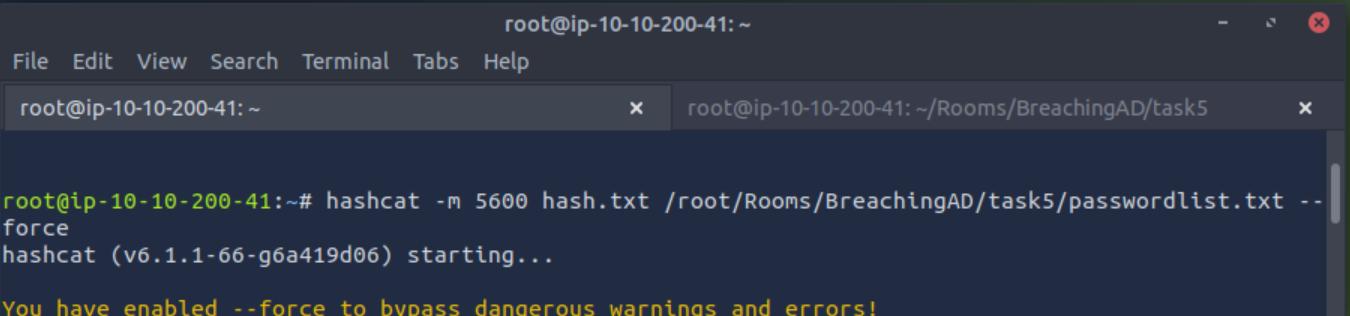 root@ip-10-10-200-41: ~
File Edit View Search Terminal Tabs Help
root@ip-10-10-200-41: ~ × root@ip-10-10-200-41: ~/Rooms/BreachingAD/task5 ×
root@ip-10-10-200-41:~# hashcat -m 5600 hash.txt /root/Rooms/BreachingAD/task5/passwordlist.txt --
force
hashcat (v6.1.1-66-g6a419d06) starting...
You have enabled --force to bypass dangerous warnings and errors!